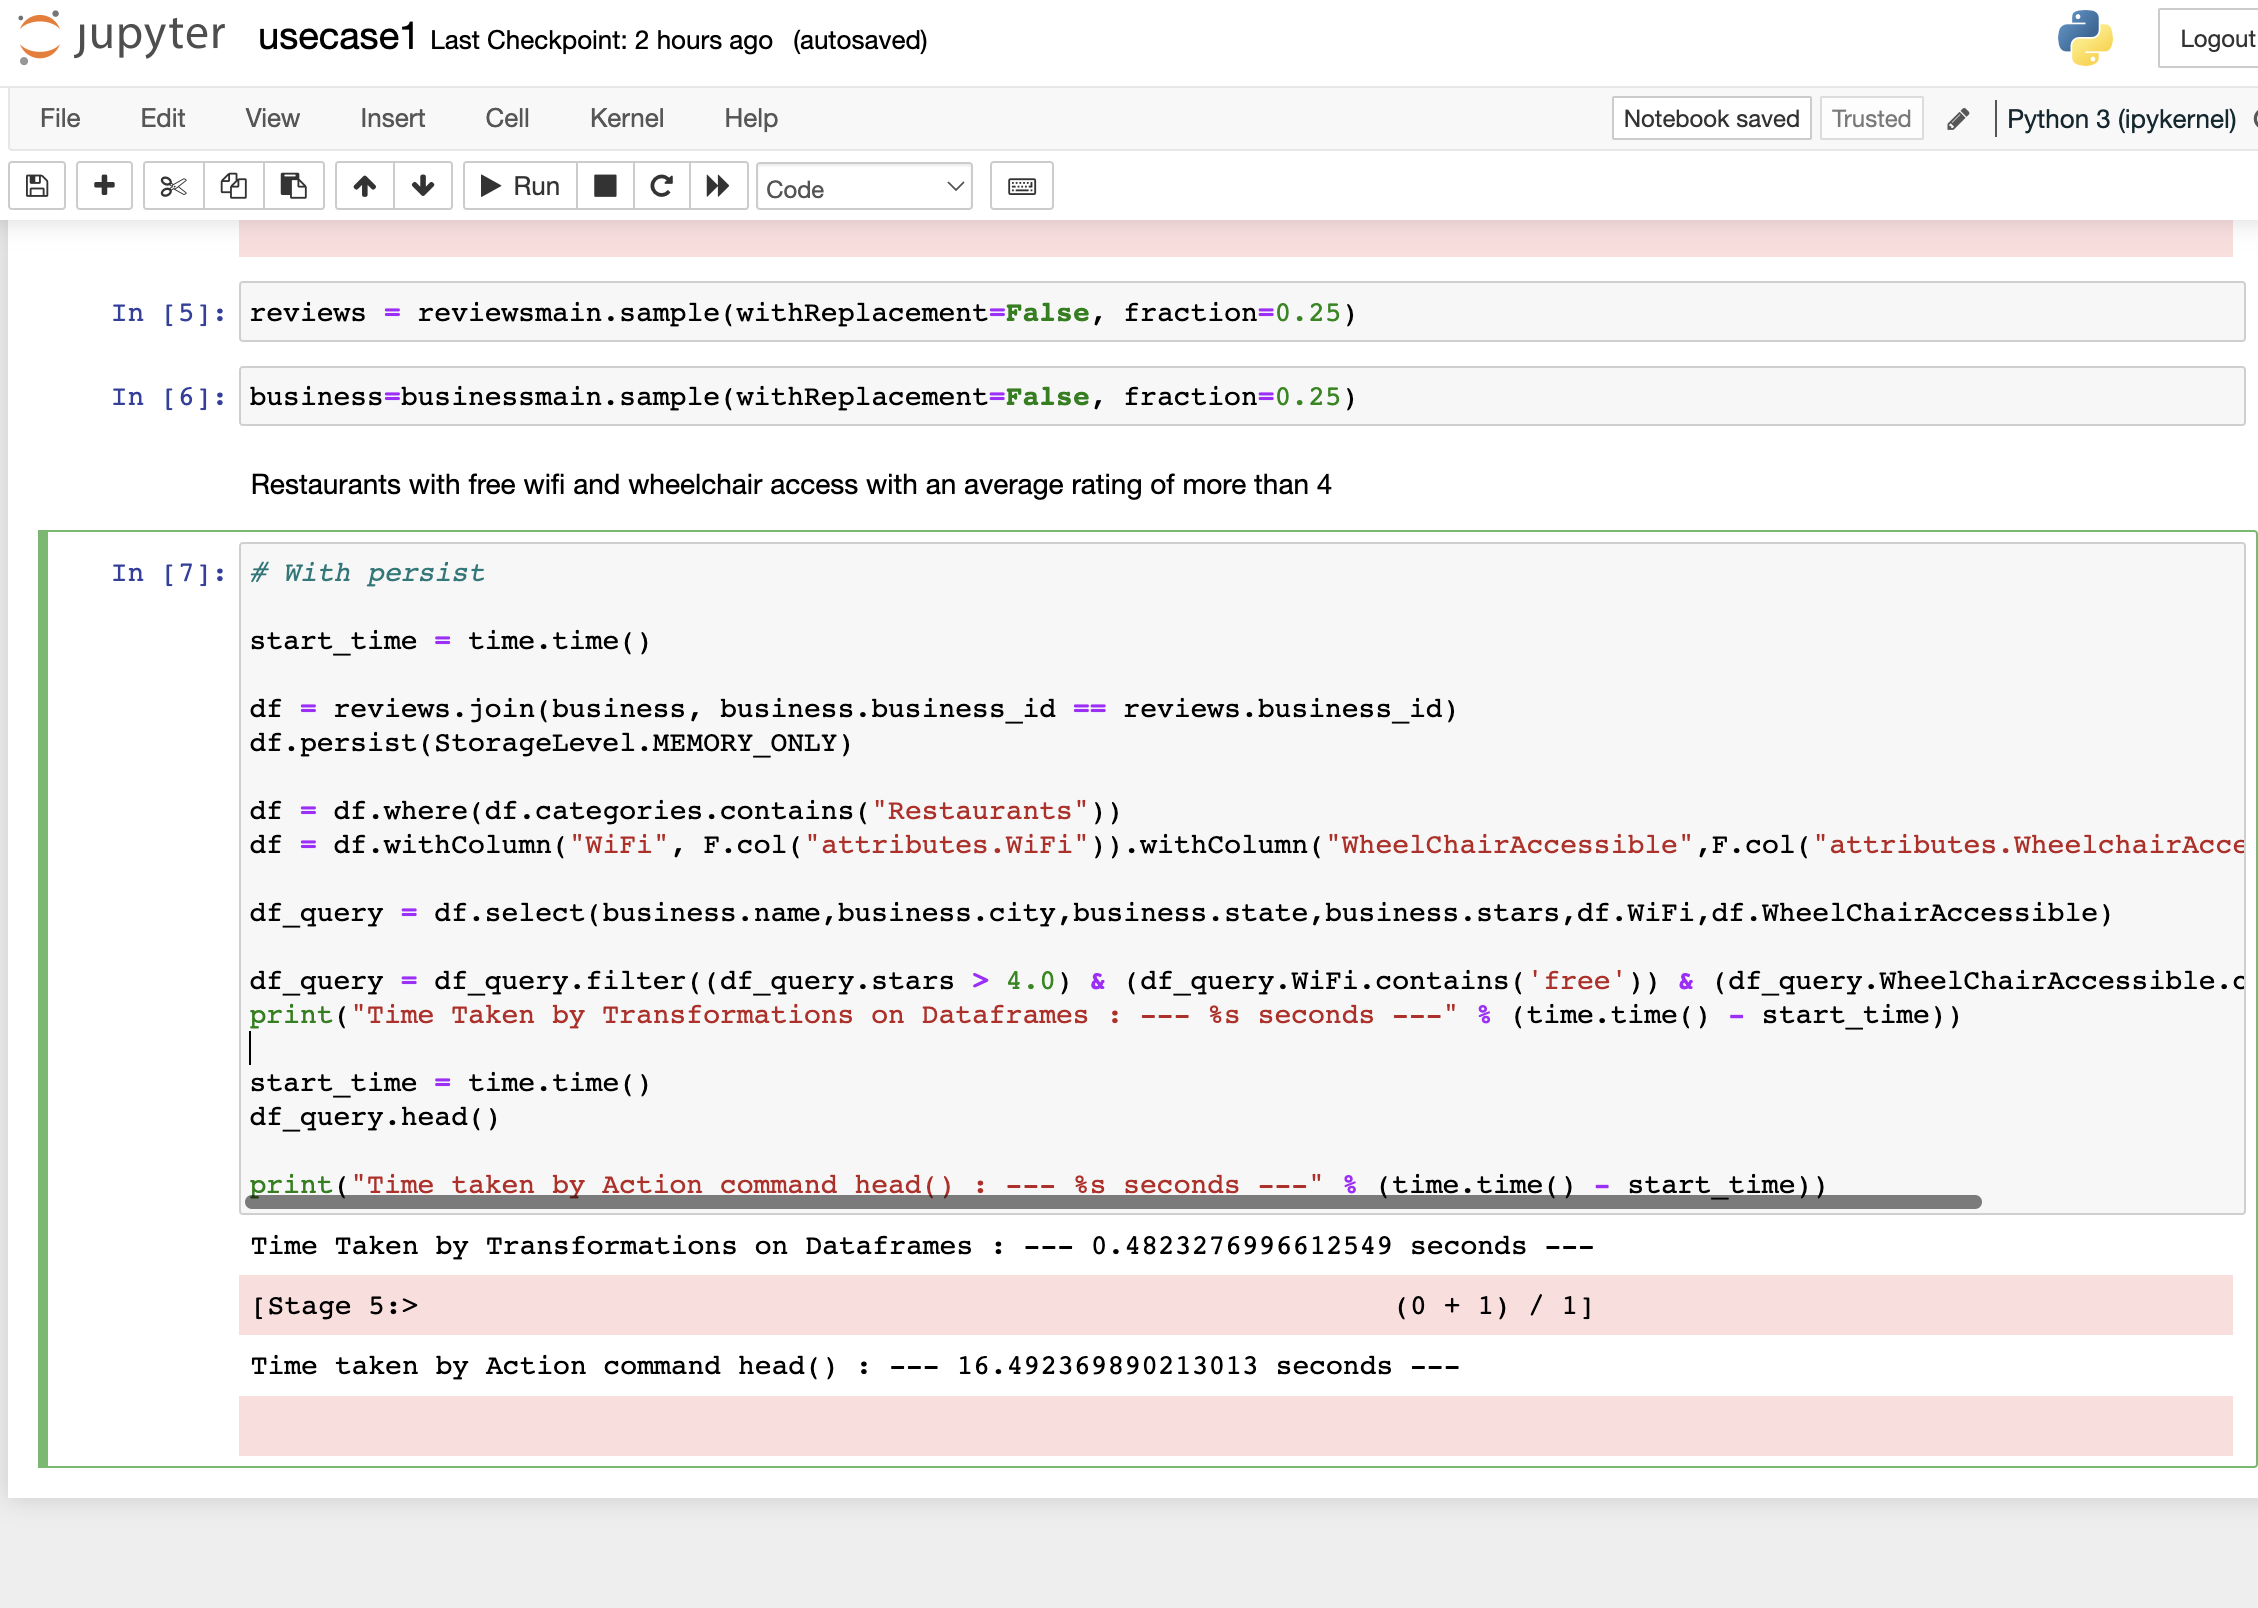 jupyter usecase1 Last Checkpoint: 2 hours ago (autosaved) Logout
File Edit View Insert Cell Kernel Help Notebook saved Trusted Python 3 (ipykernel)
Run Code
In [5]: reviews = reviewsmain.sample(withReplacement=False, fraction=0.25)
In [6]: business=businessmain.sample(withReplacement=False, fraction=0.25)
Restaurants with free wifi and wheelchair access with an average rating of more than 4
In [7]: # With persist
start_time = time.time()
df = reviews.join(business, business.business_id == reviews.business_id)
df.persist(StorageLevel.MEMORY_ONLY)
df = df.where(df.categories.contains("Restaurants"))
df = df.withColumn("WiFi", F.col("attributes.WiFi")).withColumn("WheelChairAccessible",F.col("attributes.WheelchairAcce
df_query = df.select(business.name,business.city,business.state,business.stars,df.WiFi,df.WheelChairAccessible)
df_query = df_query.filter((df_query.stars > 4.0) & (df_query.WiFi.contains('free')) & (df_query.WheelChairAccessible.c
print("Time Taken by Transformations on Dataframes : --- %s seconds ---" % (time.time() - start_time))
start_time = time.time()
df_query.head()
print("Time taken by Action command head() : --- %s seconds ---" % (time.time() - start_time))
Time Taken by Transformations on Dataframes : --- 0.4823276996612549 seconds ---
[Stage 5:> (0 + 1) / 1]
Time taken by Action command head() : --- 16.492369890213013 seconds ---